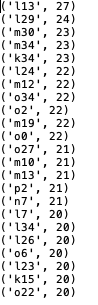 ('l13', 27)
('l29', 24)
('m30', 23)
('m34', 23)
('k34', 23)
('l24', 22)
('m12', 22)
('o34', 22)
('o2', 22)
('m19', 22)
('o0', 22)
('o27', 21)
('m10', 21)
('m13', 21)
('p2', 21)
('n7', 21)
('l7', 20)
('l34', 20)
('l26', 20)
('o6', 20)
('l23', 20)
('k15', 20)
('o22', 20)